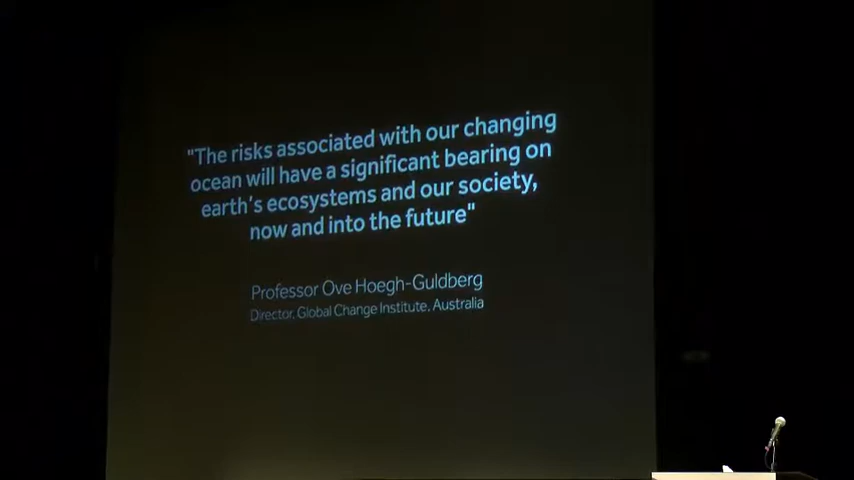 "The risks associated with our changing
ocean will have a significant bearing on
earth's ecosystems and our society,
now and into the future"
Professor Ove Hoegh-Guldberg
Director, Global Change Institute, Australia